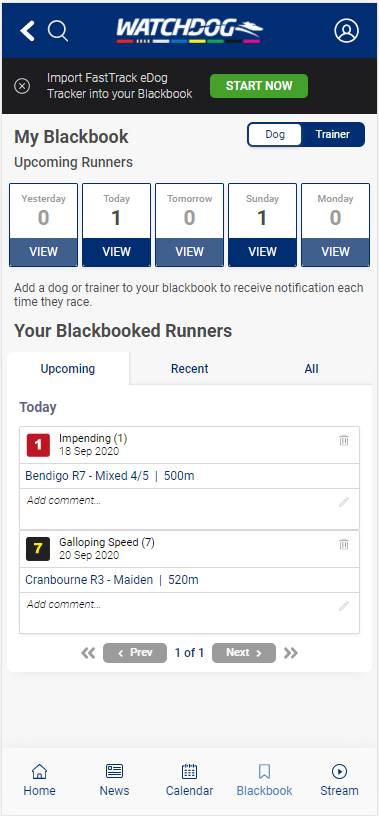 WATCHDOG
Import FastTrack eDog
Tracker into your Blackbook
START NOW
My Blackbook
Dog
Trainer
Upcoming Runners
Yesterday
0
VIEW
Today
1
VIEW
Tomorrow
0
VIEW
Sunday
1
VIEW
Monday
0
VIEW
Add a dog or trainer to your blackbook to receive notification each
time they race.
Your Blackbooked Runners
Upcoming
Recent
All
Today
1
Impending (1)
18 Sep 2020
Bendigo R7 - Mixed 4/5 | 500m
Add comment...
7
Galloping Speed (7)
20 Sep 2020
Cranbourne R3 - Maiden | 520m
Add comment...
Prev
1 of 1
Next
Home
News
Calendar
Blackbook
Stream